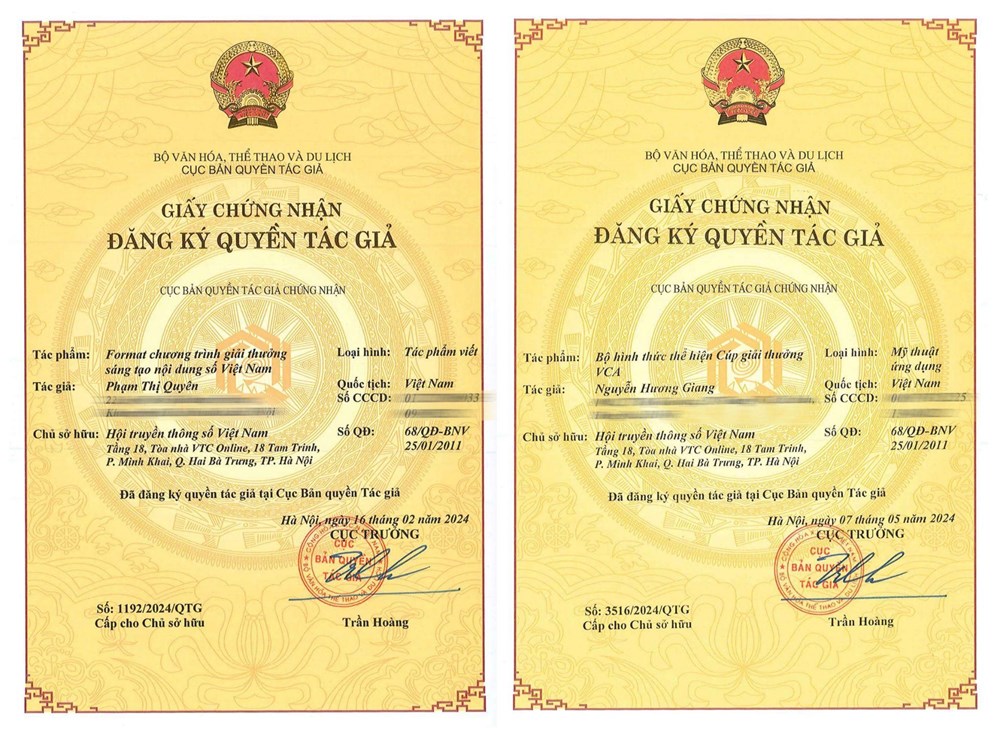 BỘ VĂN HÓA, THỂ THAO VÀ DU LỊCH
CỤC BẢN QUYỀN TÁC GIẢ
GIẤY CHỨNG NHẬN
ĐĂNG KÝ QUYỀN TÁC GIẢ
CỤC BẢN QUYỀN TÁC GIẢ CHỨNG NHẬN
Tác phẩm: Format chương trình giải thưởng
sáng tạo nội dung số Việt Nam
Loại hình: Tác phẩm viết
Tác giả: Phạm Thị Quyên
Quốc tịch: Việt Nam
Số CCCD:
Chủ sở hữu: Hội truyền thông số Việt Nam
Tầng 18, Tòa nhà VTC Online, 18 Tam Trinh,
P. Minh Khai, Q. Hai Bà Trưng, TP. Hà Nội
Số QĐ: 68/QĐ-BNV
25/01/2011
Đã đăng ký quyền tác giả tại Cục Bản quyền Tác giả
Hà Nội, ngày 16 tháng 02 năm 2024
CỤC TRƯỞNG
CỤC
BẢN QUYỀN
TÁC GIẢ
Số: 1192/2024/QTG
Cấp cho Chủ sở hữu
Trần Hoàng
BỘ VĂN HÓA, THỂ THAO VÀ DU LỊCH
CỤC BẢN QUYỀN TÁC GIẢ
GIẤY CHỨNG NHẬN
ĐĂNG KÝ QUYỀN TÁC GIẢ
CỤC BẢN QUYỀN TÁC GIẢ CHỨNG NHẬN
Tác phẩm: Bộ hình thức thể hiện Cúp giải thưởng
VCA
Loại hình: Mỹ thuật
ứng dụng
Tác giả: Nguyễn Hương Giang
Quốc tịch: Việt Nam
Số CCCD:
Chủ sở hữu: Hội truyền thông số Việt Nam
Tầng 18, Tòa nhà VTC Online, 18 Tam Trinh,
P. Minh Khai, Q. Hai Bà Trưng, TP. Hà Nội
Số QĐ: 68/QĐ-BNV
25/01/2011
Đã đăng ký quyền tác giả tại Cục Bản quyền Tác giả
Hà Nội, ngày 07 tháng 05 năm 2024
CỤC TRƯỞNG
CỤC
BẢN QUYỀN
TÁC GIẢ
Số: 3516/2024/QTG
Cấp cho Chủ sở hữu
Trần Hoàng